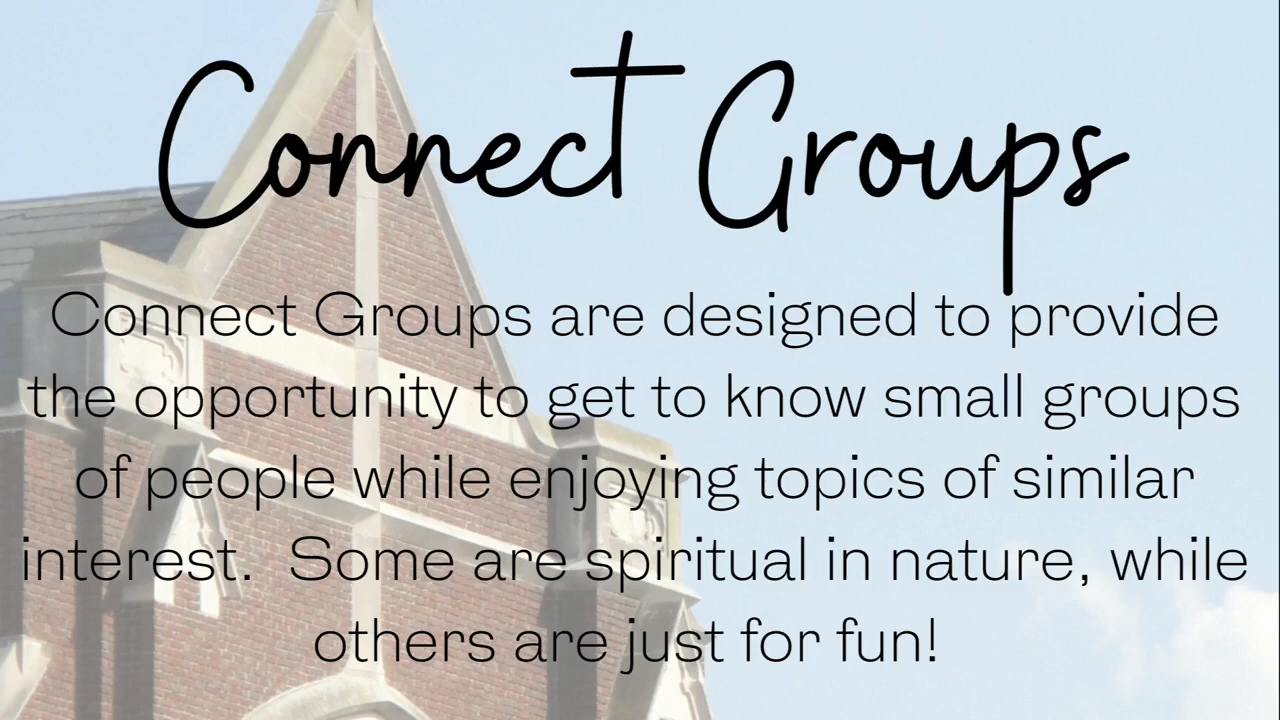 Connect Groups
Connect Groups are designed to provide
the opportunity to get to know small groups
of people while enjoying topics of similar
interest.  Some are spiritual in nature, while
others are just for fun!